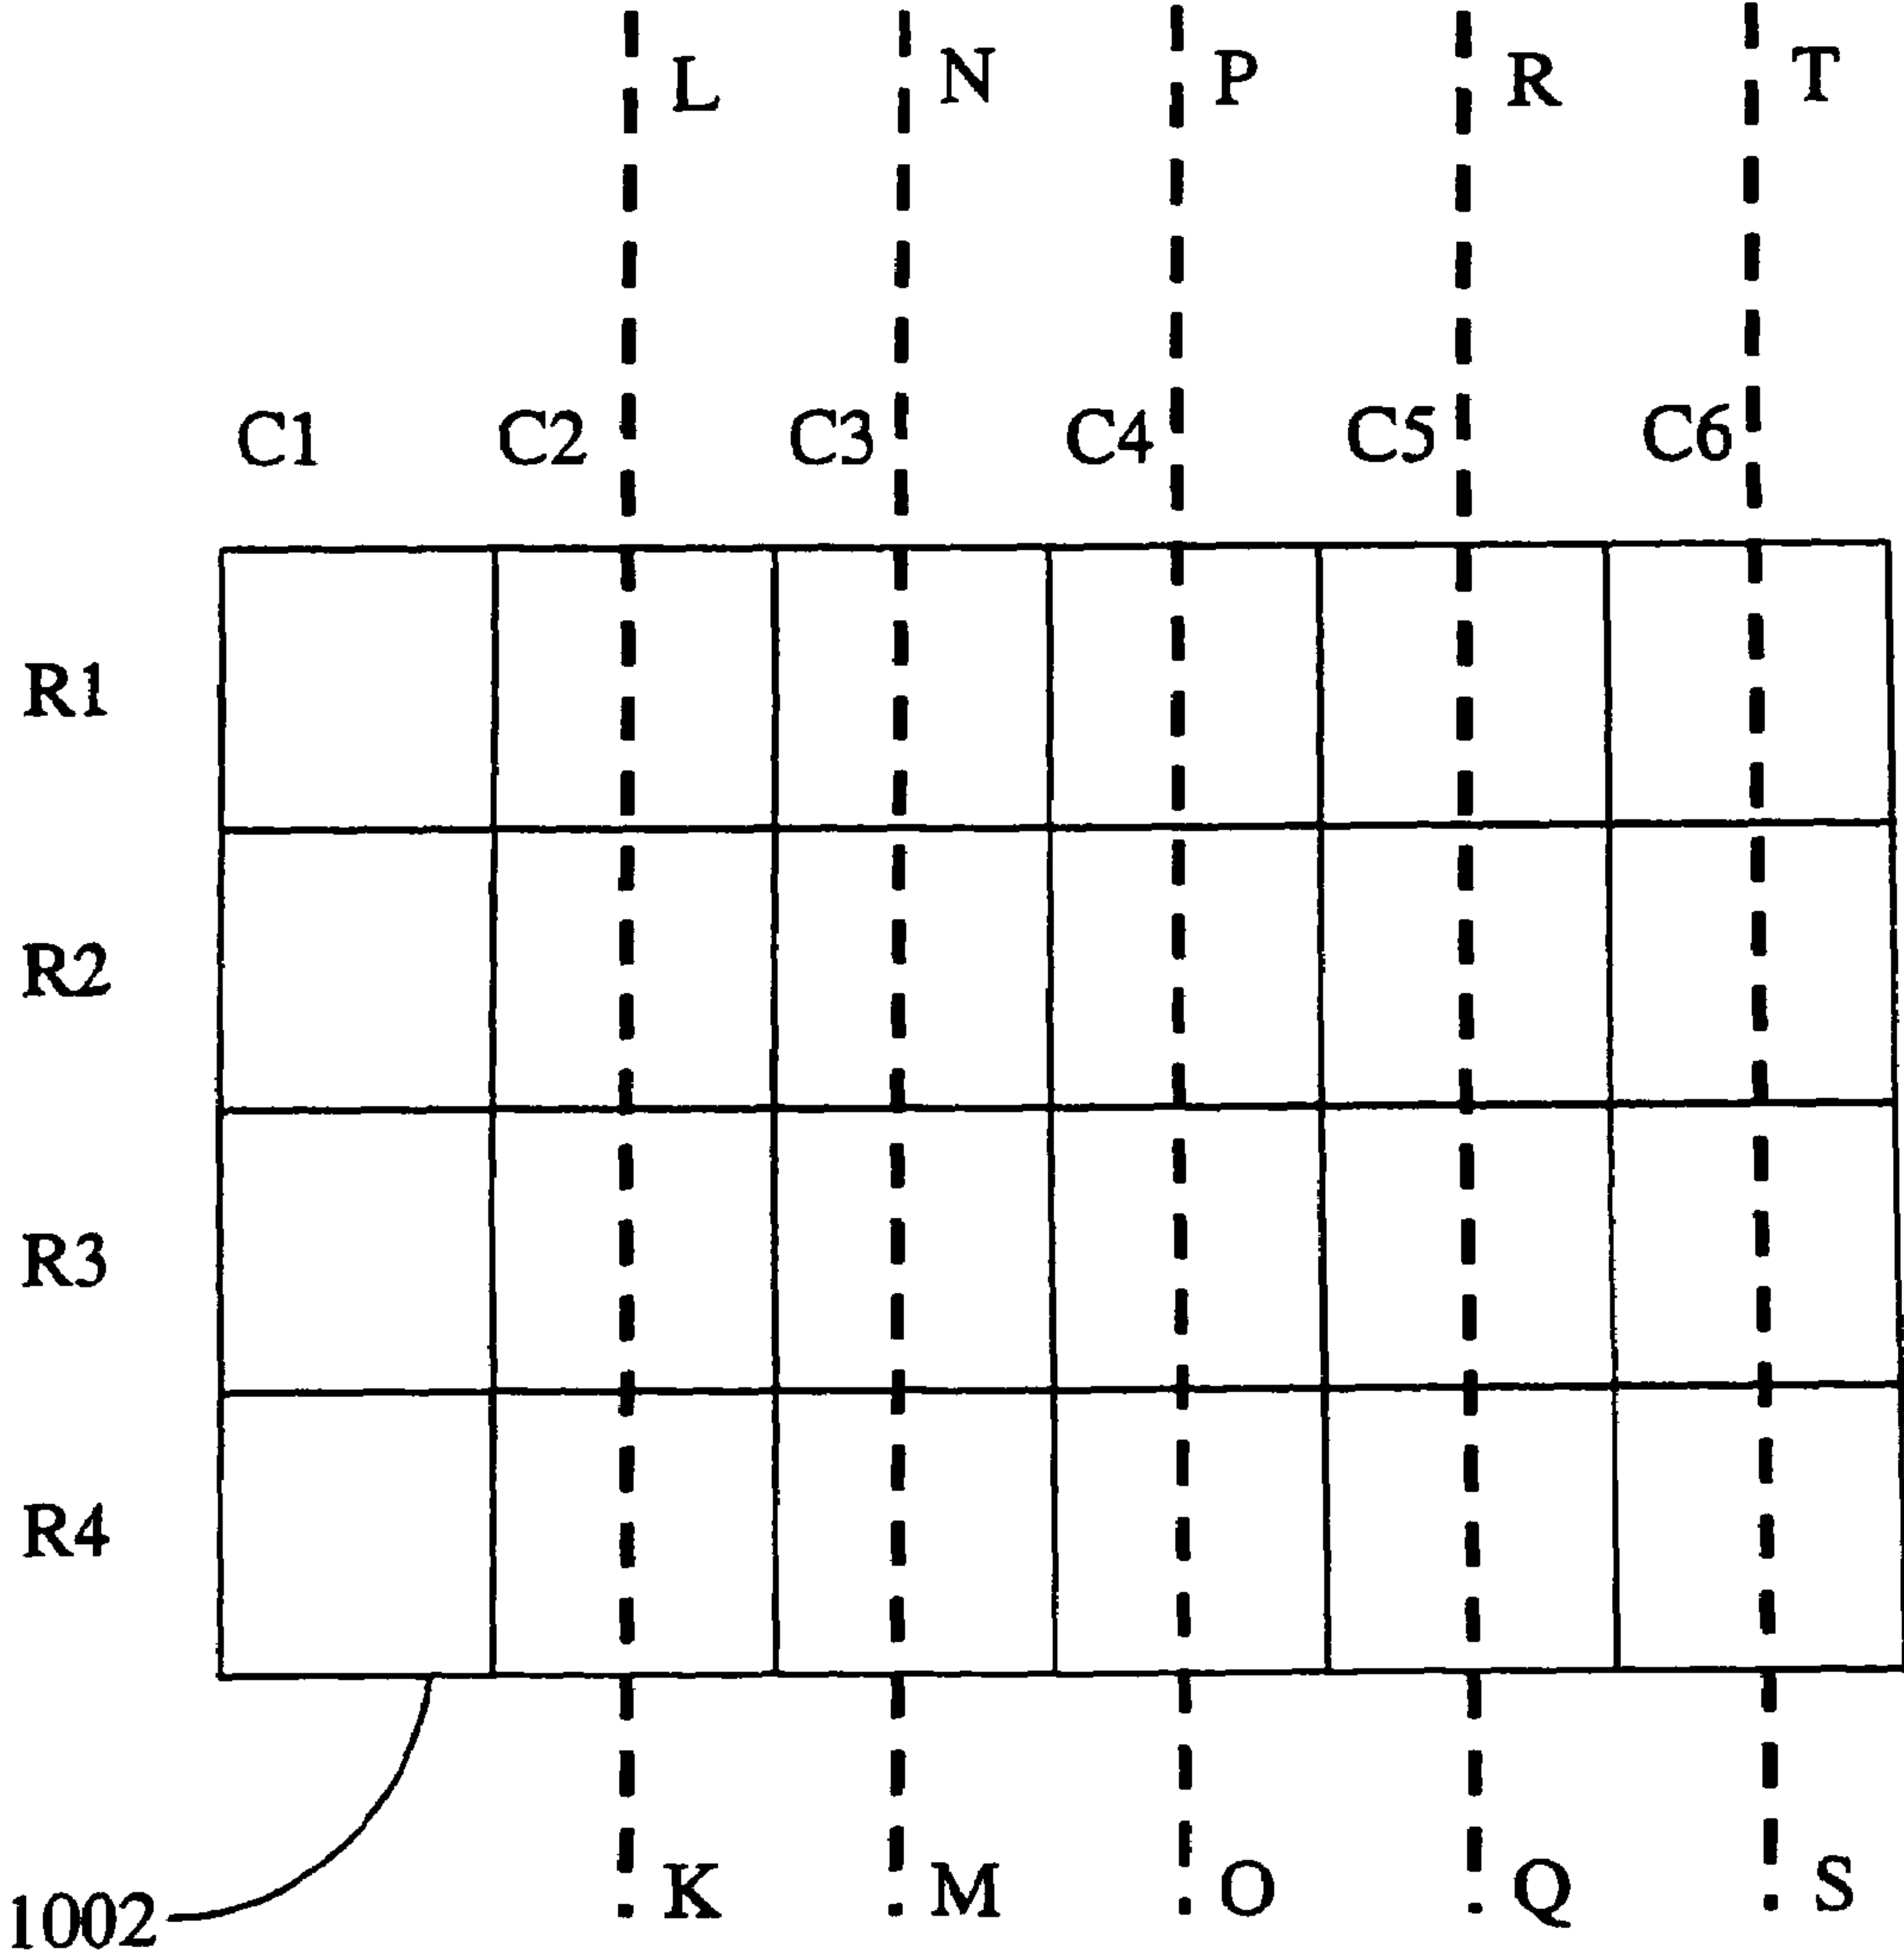 L N P R T
C1 C2 C3 C4 C5 C6
R1
R2
R3
R4
K M O Q S
1002